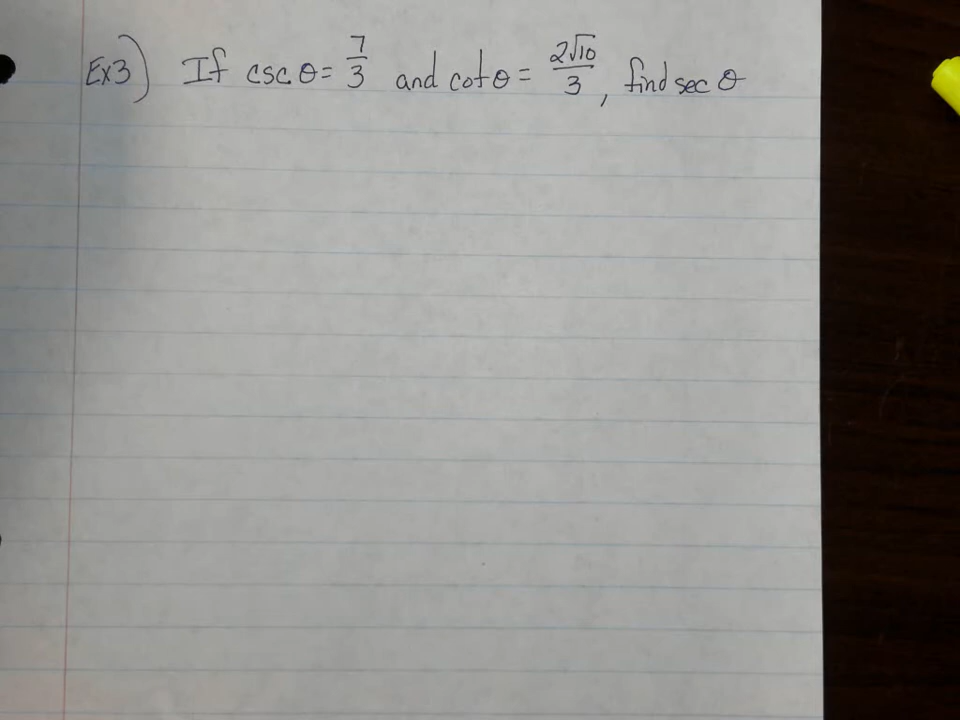 Ex3) If csc θ = 7/3 and cot θ = 2√10/3, find sec θ